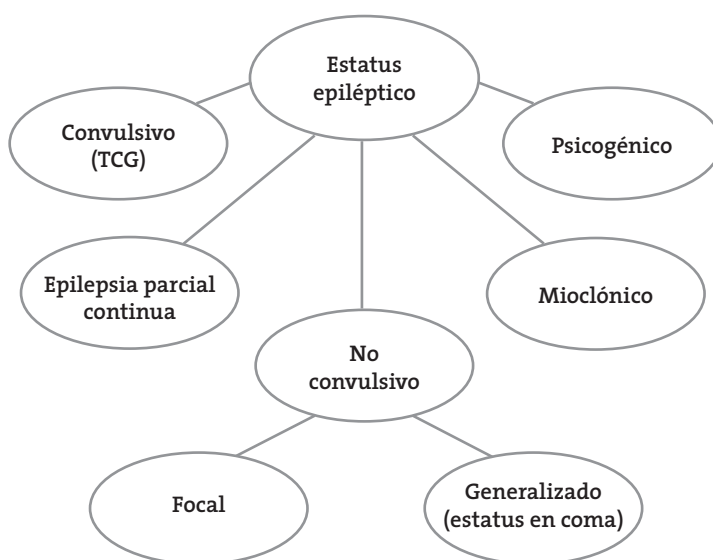 Estatus
epiléptico
Convulsivo
(TCG)
Psicogénico
Epilepsia parcial
continua
Mioclónico
No
convulsivo
Focal
Generalizado
(estatus en coma)